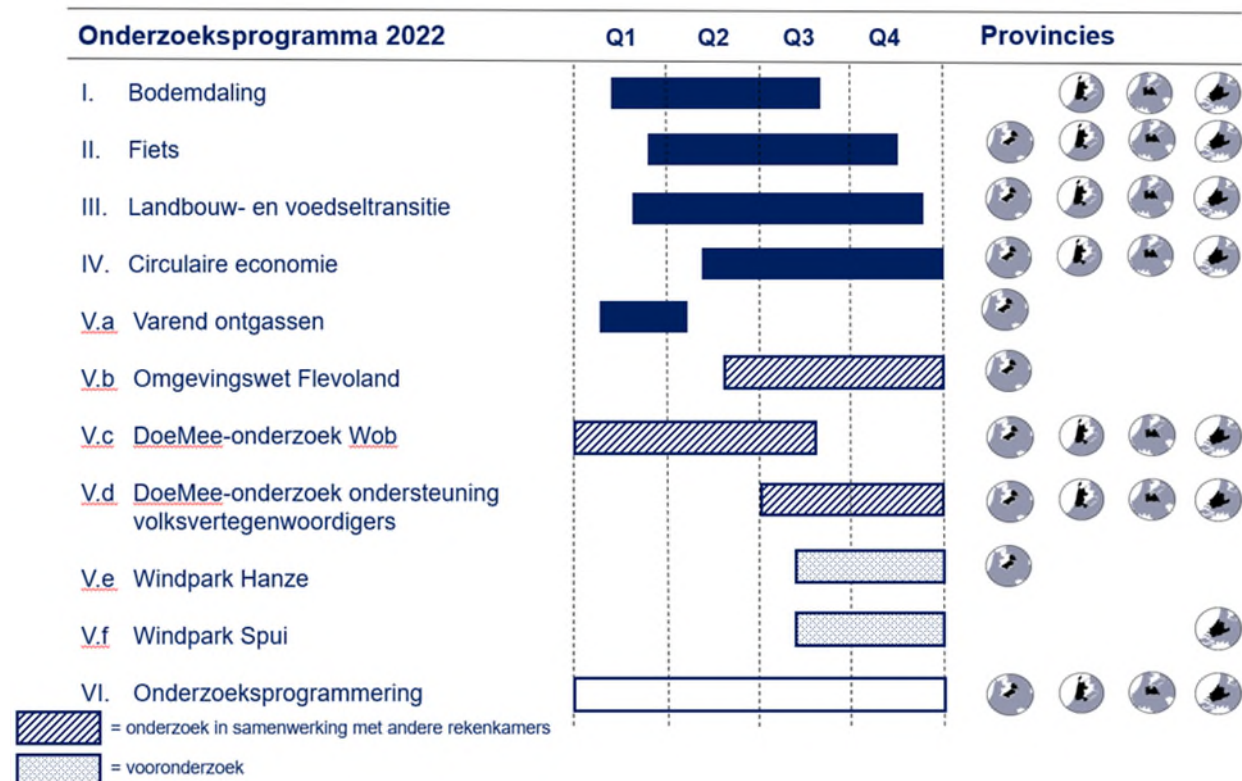 Onderzoeksprogramma 2022 Q1 Q2 Q3 Q4 Provincies
I. Bodemdaling
II. Fiets
III. Landbouw- en voedseltransitie
IV. Circulaire economie
V.a Varend ontgassen
V.b Omgevingswet Flevoland
V.c DoeMee-onderzoek Wob
V.d DoeMee-onderzoek ondersteuning
volksvertegenwoordigers
V.e Windpark Hanze
V.f Windpark Spui
VI. Onderzoeksprogrammering
= onderzoek in samenwerking met andere rekenkamers
= vooronderzoek